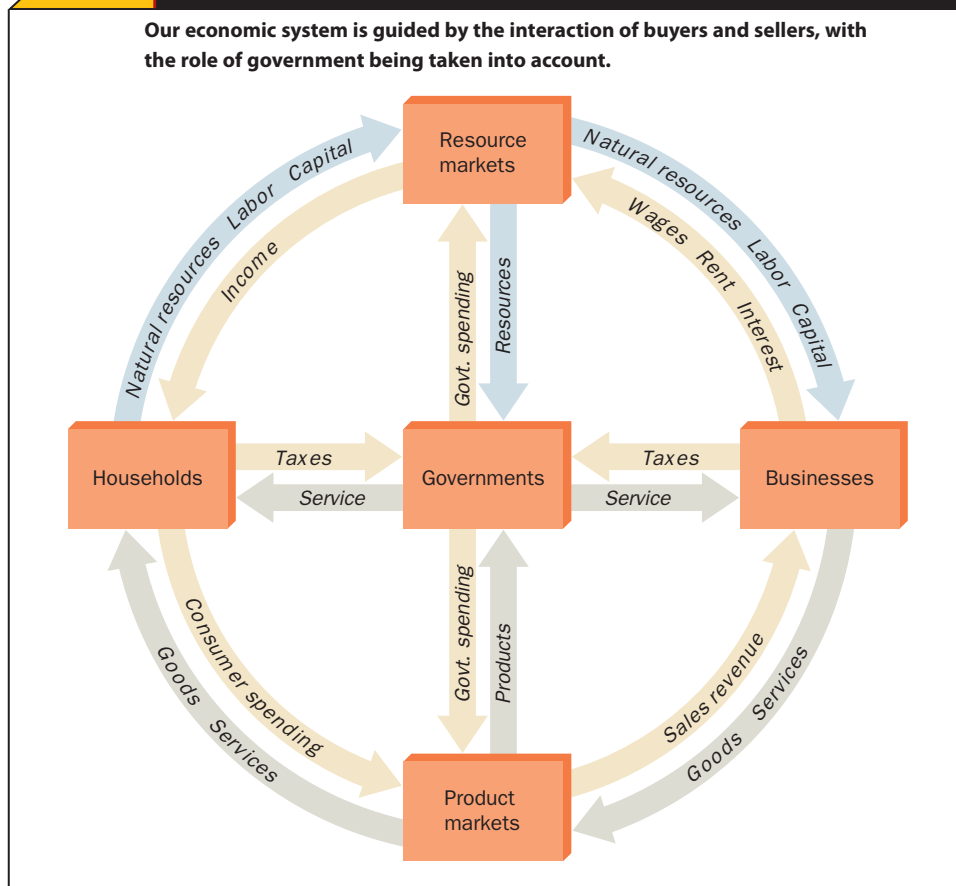 Our economic system is guided by the interaction of buyers and sellers, with
the role of government being taken into account.
Resource
markets
Natural resources Labor Capital
Income
Natural resources Labor Capital
Wages Rent Interest
Govt. spending
Resources
Households
Taxes
Service
Governments
Taxes
Service
Businesses
Consumer spending
Goods Services
Govt. spending
Products
Sales revenue
Goods Services
Product
markets